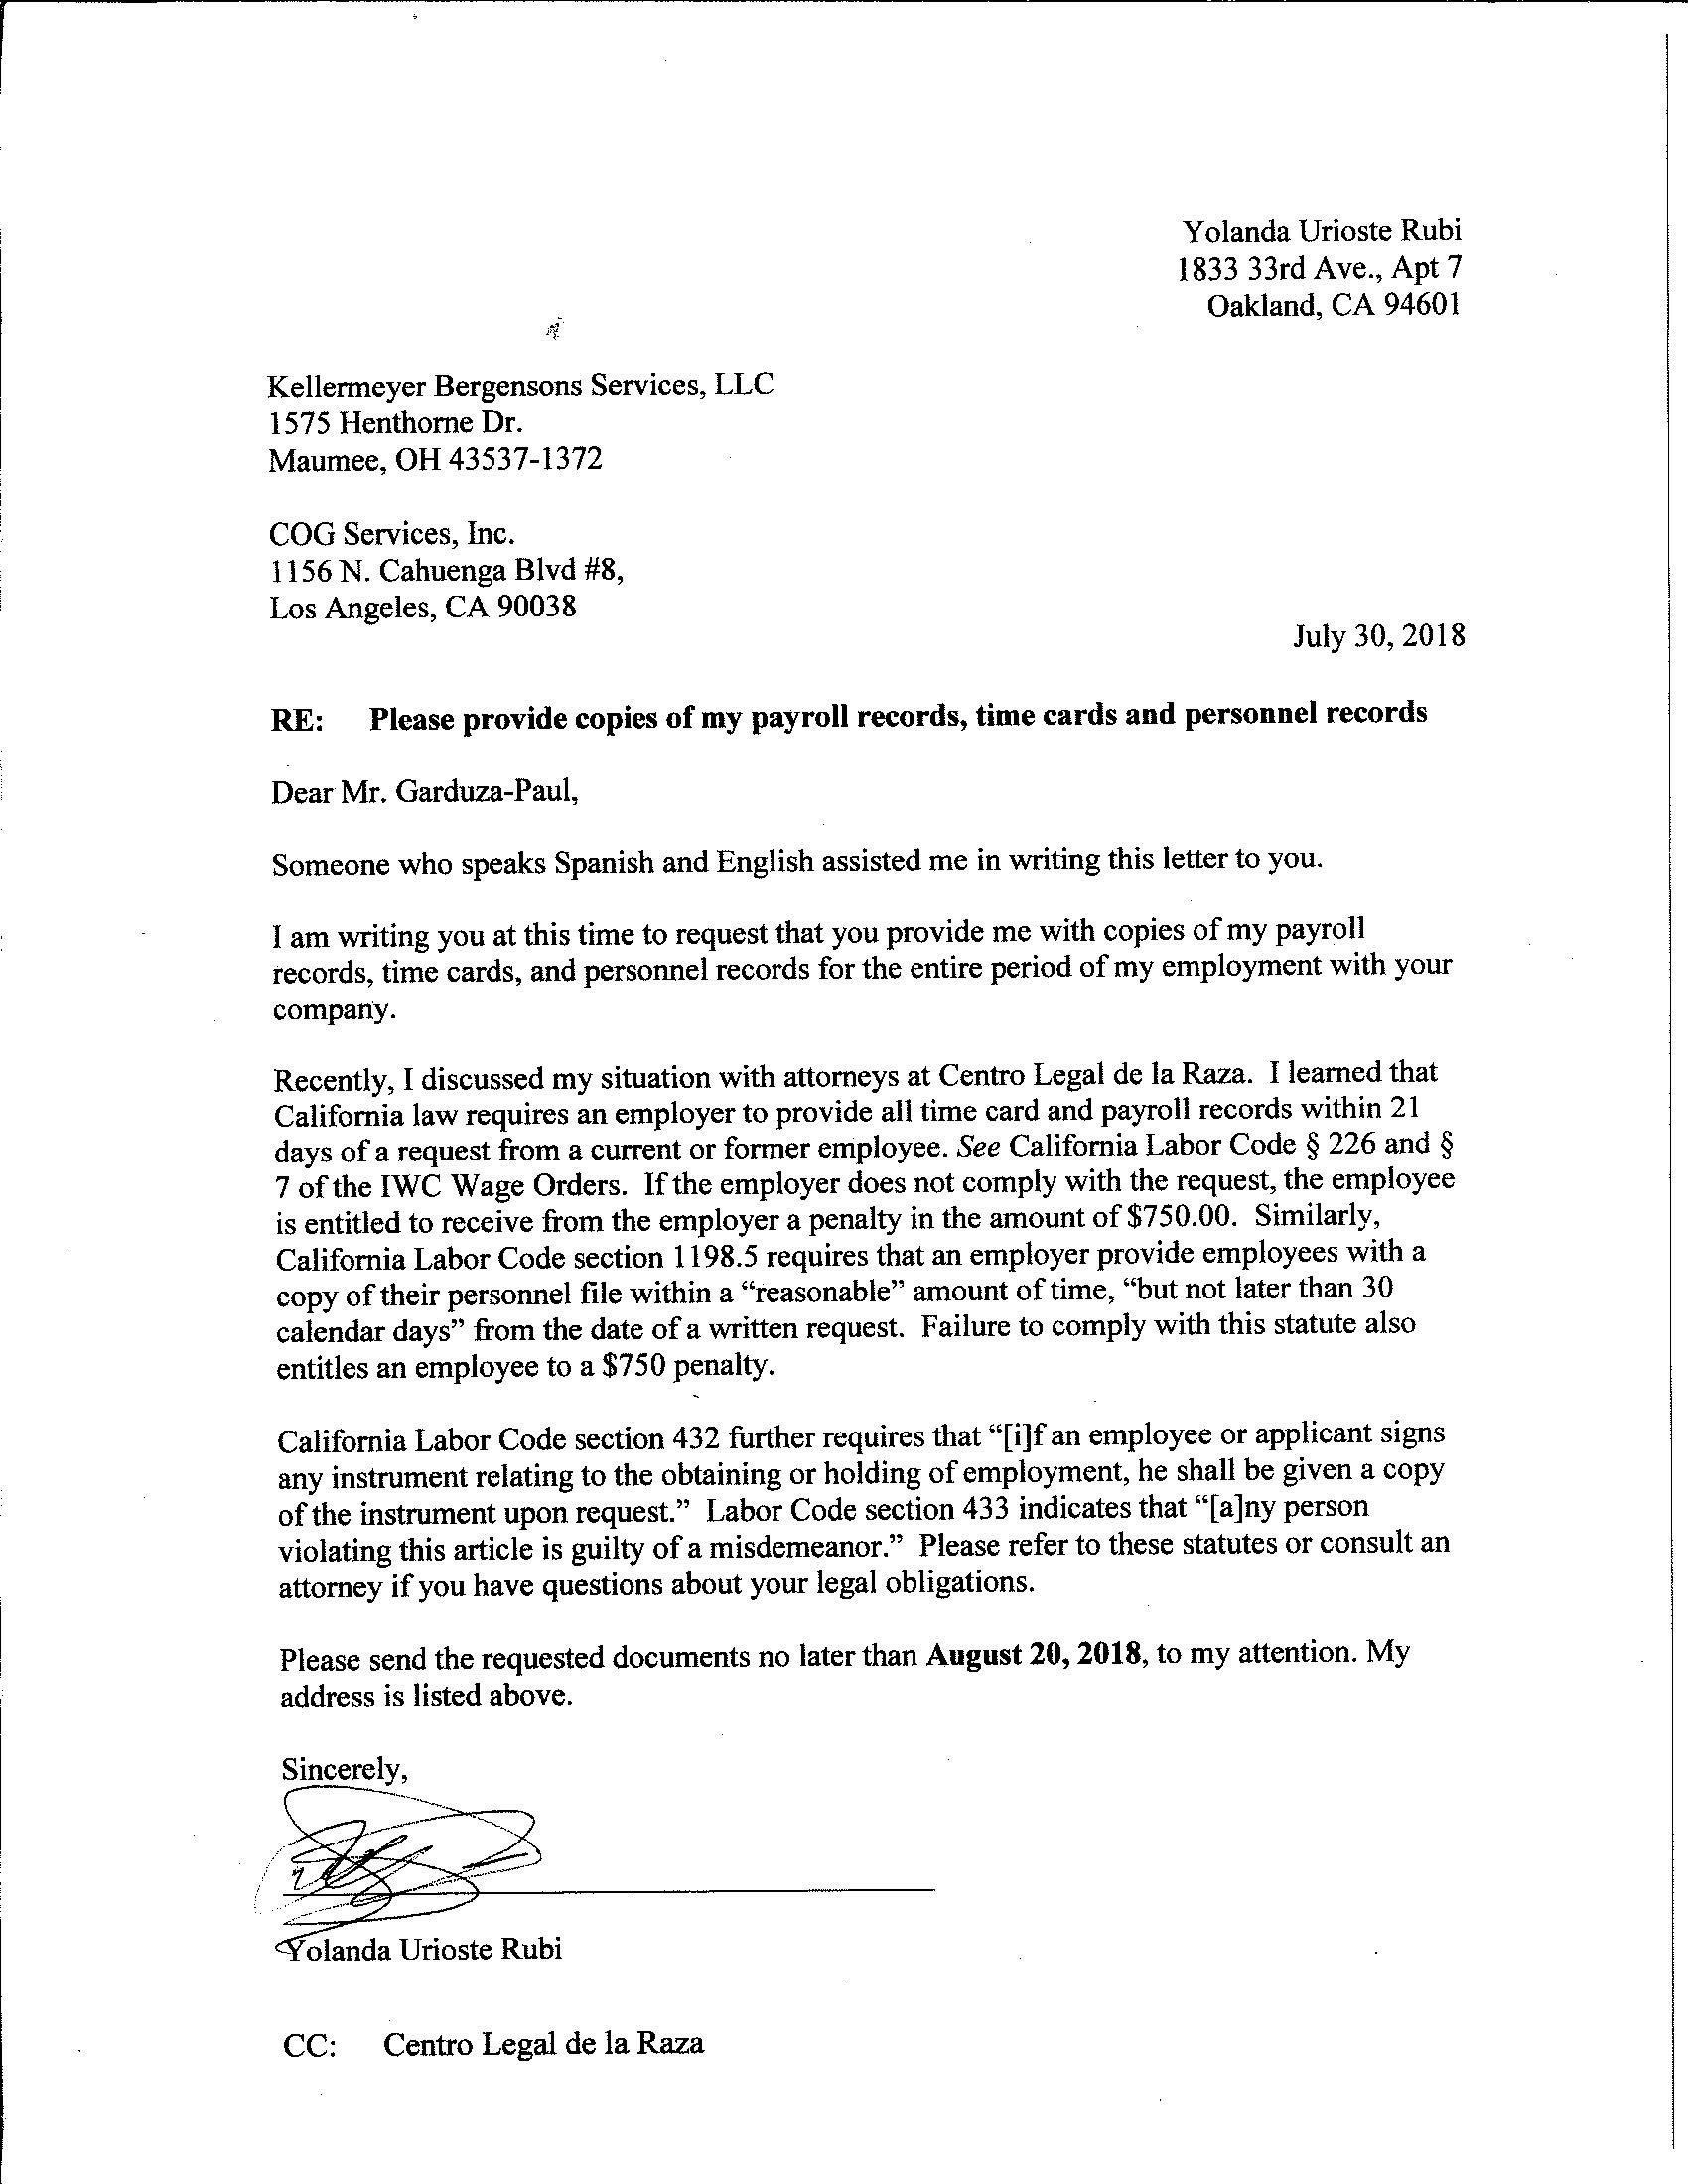 Yolanda Urioste Rubi
1833 33rd Ave., Apt 7
Oakland, CA 94601
Kellermeyer Bergensons Services, LLC
1575 Henthorne Dr.
Maumee, OH 43537-1372
COG Services, Inc.
1156 N. Cahuenga Blvd #8,
Los Angeles, CA 90038
July 30, 2018
RE: Please provide copies of my payroll records, time cards and personnel records
Dear Mr. Garduza-Paul,
Someone who speaks Spanish and English assisted me in writing this letter to you.
I am writing you at this time to request that you provide me with copies of my payroll
records, time cards, and personnel records for the entire period of my employment with your
company.
Recently, I discussed my situation with attorneys at Centro Legal de la Raza. I learned that
California law requires an employer to provide all time card and payroll records within 21
days of a request from a current or former employee. See California Labor Code § 226 and §
7 of the IWC Wage Orders. If the employer does not comply with the request, the employee
is entitled to receive from the employer a penalty in the amount of $750.00. Similarly,
California Labor Code section 1198.5 requires that an employer provide employees with a
copy of their personnel file within a “reasonable” amount of time, “but not later than 30
calendar days” from the date of a written request. Failure to comply with this statute also
entitles an employee to a $750 penalty.
California Labor Code section 432 further requires that “[i]f an employee or applicant signs
any instrument relating to the obtaining or holding of employment, he shall be given a copy
of the instrument upon request.” Labor Code section 433 indicates that “[a]ny person
violating this article is guilty of a misdemeanor.” Please refer to these statutes or consult an
attorney if you have questions about your legal obligations.
Please send the requested documents no later than August 20, 2018, to my attention. My
address is listed above.
Sincerely,
Yolanda Urioste Rubi
CC: Centro Legal de la Raza